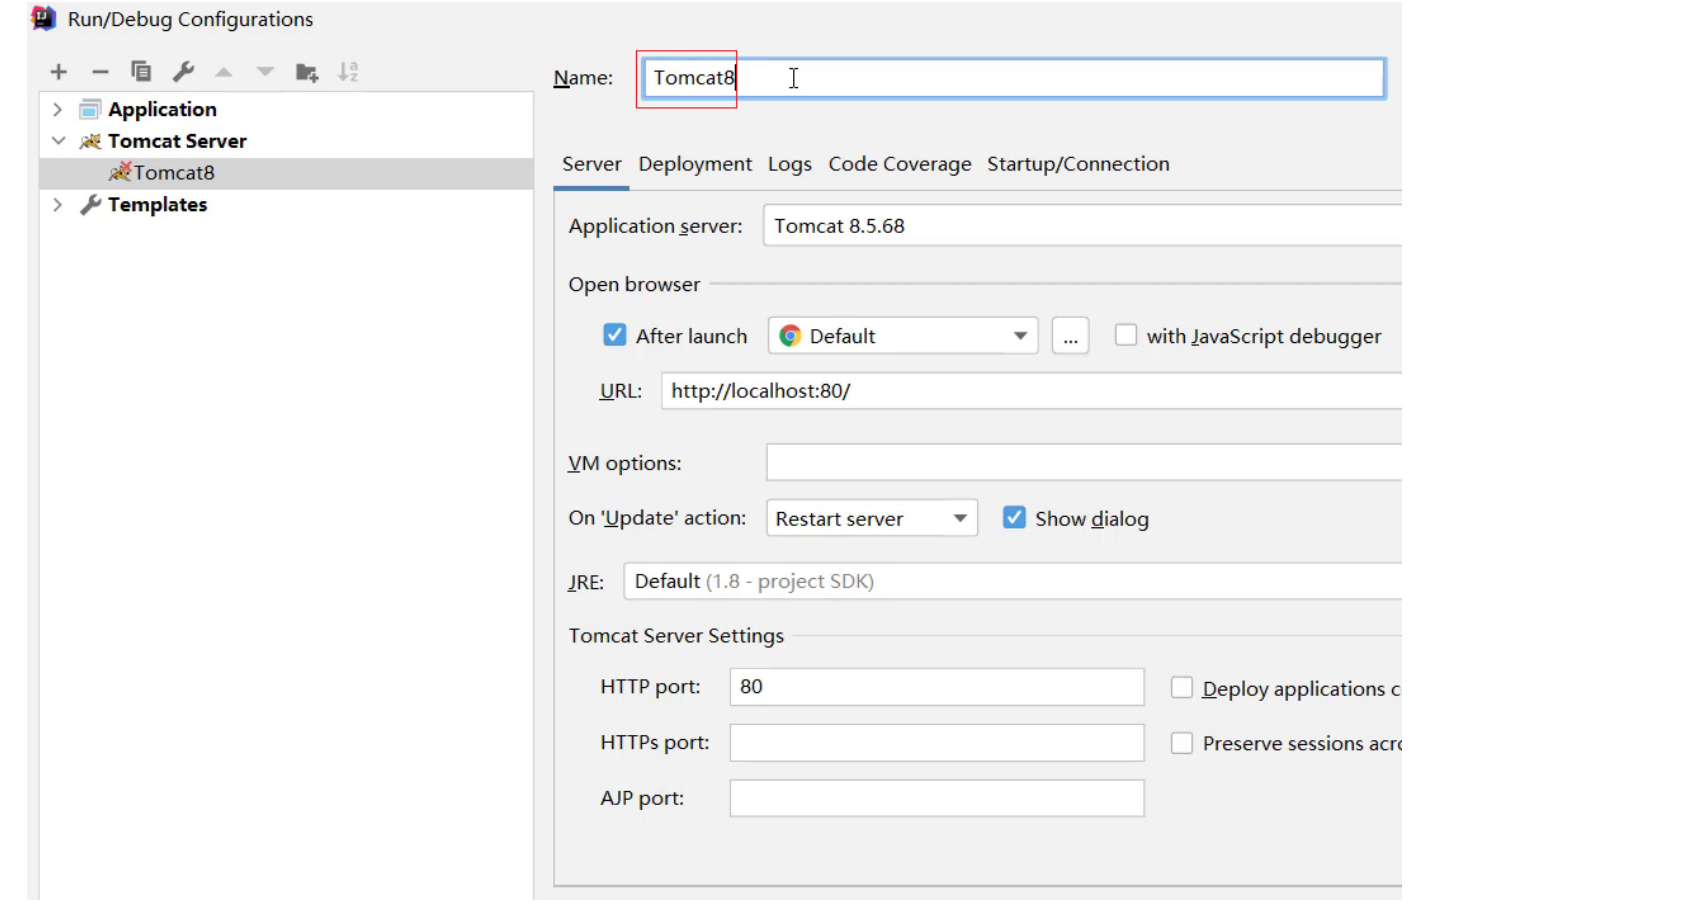 Run/Debug Configurations
Name: Tomcat8
Application
Tomcat Server
Tomcat8
Templates
Server Deployment Logs Code Coverage Startup/Connection
Application server: Tomcat 8.5.68
Open browser
After launch Default ... with JavaScript debugger
URL: http://localhost:80/
VM options:
On 'Update' action: Restart server Show dialog
JRE: Default (1.8 - project SDK)
Tomcat Server Settings
HTTP port: 80 Deploy applications c
HTTPs port: Preserve sessions acr
AJP port: